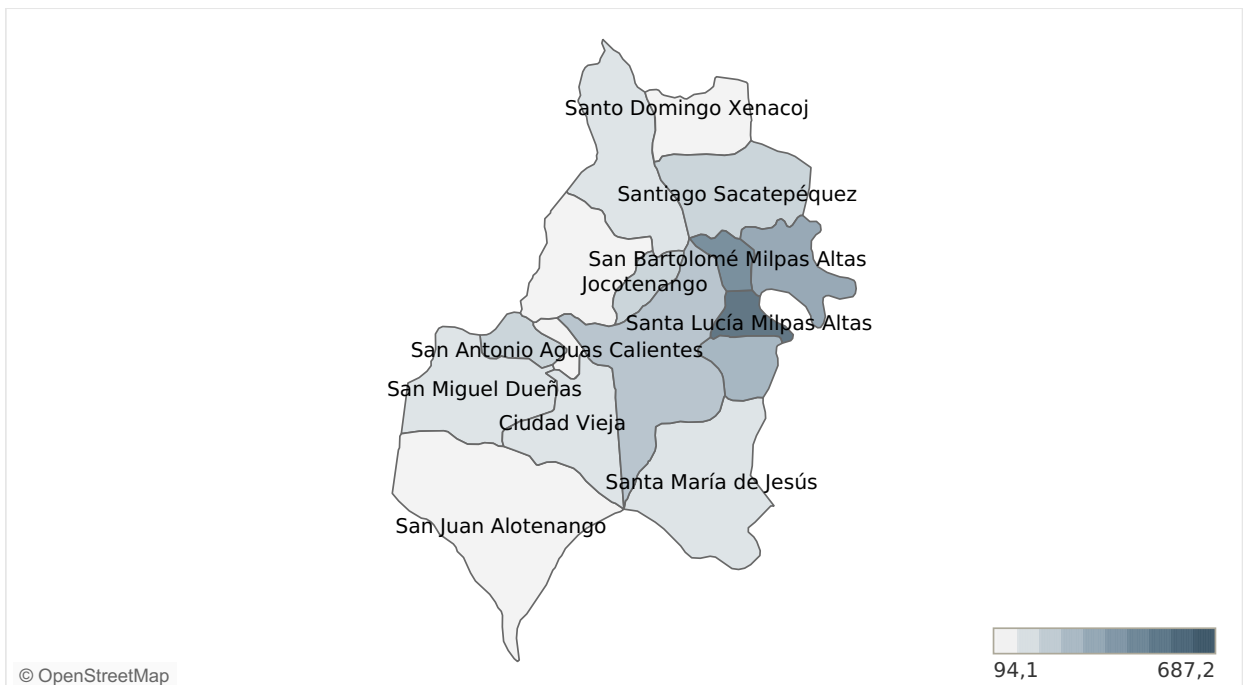 Santo Domingo Xenacoj
Santiago Sacatepéquez
San Bartolomé Milpas Altas
Jocotenango
Santa Lucía Milpas Altas
San Antonio Aguas Calientes
San Miguel Dueñas
Ciudad Vieja
Santa María de Jesús
San Juan Alotenango
94,1 687,2
© OpenStreetMap